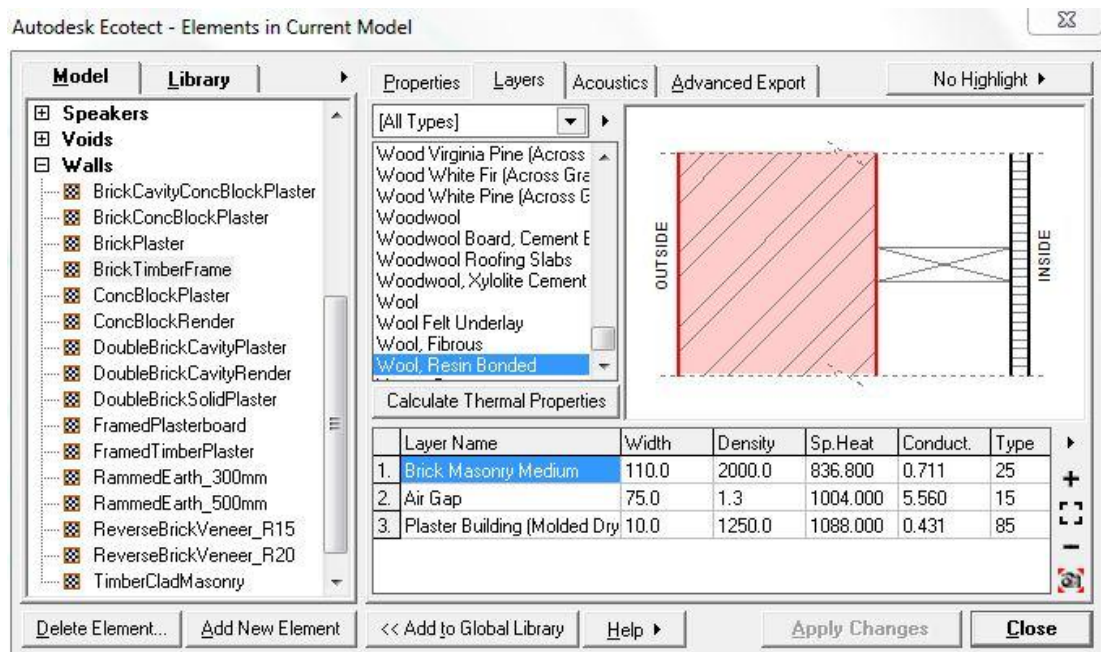 Autodesk Ecotect - Elements in Current Model
Model
Library
Speakers
Voids
Walls
BrickCavityConcBlockPlaster
BrickConcBlockPlaster
BrickPlaster
BrickTimberFrame
ConcBlockPlaster
ConcBlockRender
DoubleBrickCavityPlaster
DoubleBrickCavityRender
DoubleBrickSolidPlaster
FramedPlasterboard
FramedTimberPlaster
RammedEarth_300mm
RammedEarth_500mm
ReverseBrickVeneer_R15
ReverseBrickVeneer_R20
TimberCladMasonry
Delete Element...
Add New Element
Properties
Layers
Acoustics
Advanced Export
No Highlight
[All Types]
Wood Virginia Pine (Across
Wood White Fir (Across Gra
Wood White Pine (Across G
Woodwool
Woodwool Board, Cement B
Woodwool Roofing Slabs
Woodwool, Xylolite Cement
Wool
Wool Felt Underlay
Wool, Fibrous
Wool, Resin Bonded
Calculate Thermal Properties
OUTSIDE
INSIDE
Layer Name Width Density Sp.Heat Conduct. Type
1. Brick Masonry Medium 110.0 2000.0 836.800 0.711 25
2. Air Gap 75.0 1.3 1004.000 5.560 15
3. Plaster Building (Molded Dry 10.0 1250.0 1088.000 0.431 85
<< Add to Global Library
Help
Apply Changes
Close